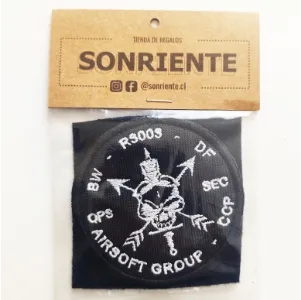 TIENDA DE REGALOS
SONRIENTE
@sonriente.cl
BW - R3003 - DF
OPS
SEC
AIRSOFT GROUP - CCP